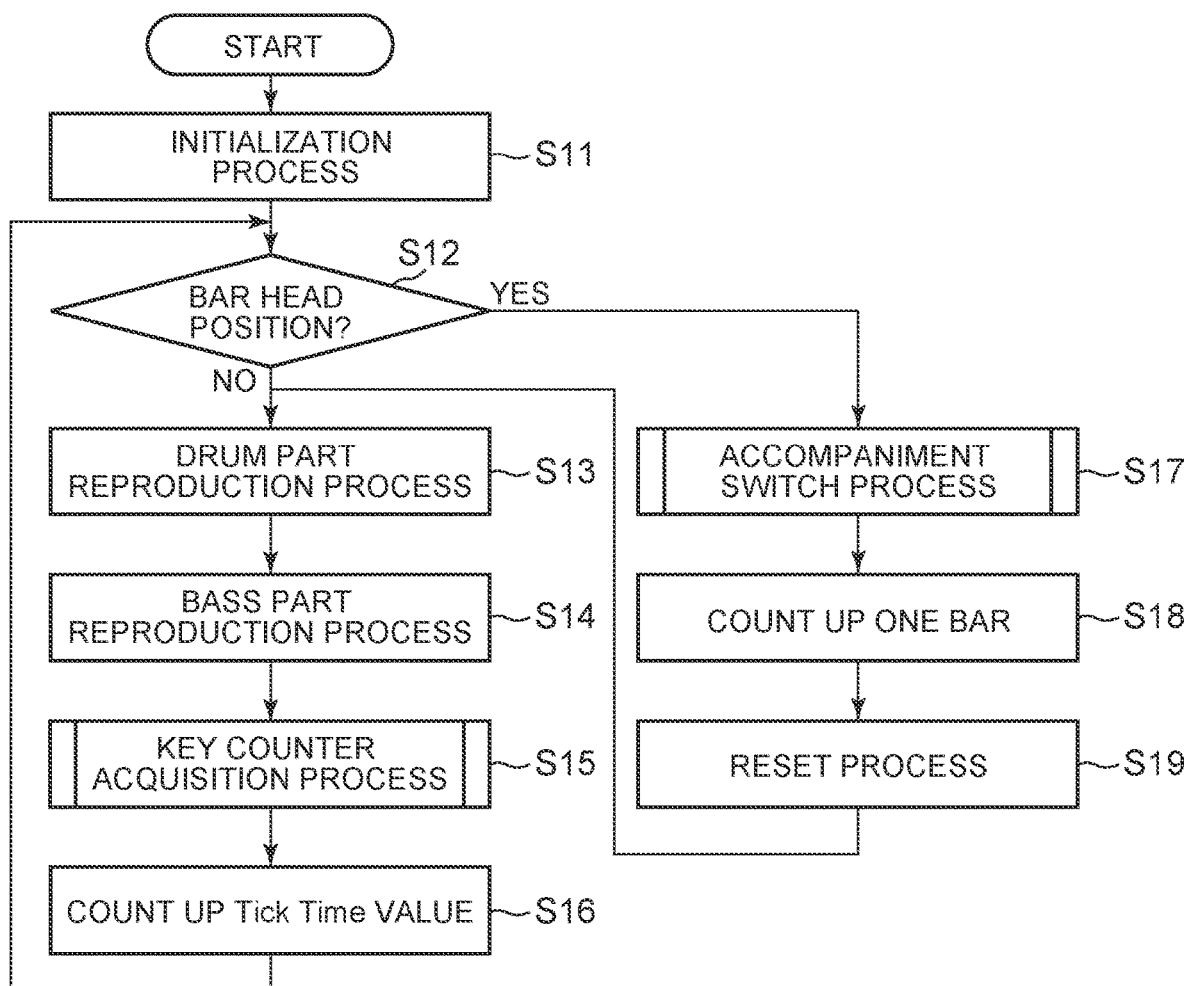 START
INITIALIZATION
PROCESS
S11
S12
BAR HEAD
POSITION?
YES
NO
DRUM PART
REPRODUCTION PROCESS
S13
ACCOMPANIMENT
SWITCH PROCESS
S17
BASS PART
REPRODUCTION PROCESS
S14
COUNT UP ONE BAR
S18
KEY COUNTER
ACQUISITION PROCESS
S15
RESET PROCESS
S19
COUNT UP Tick Time VALUE
S16